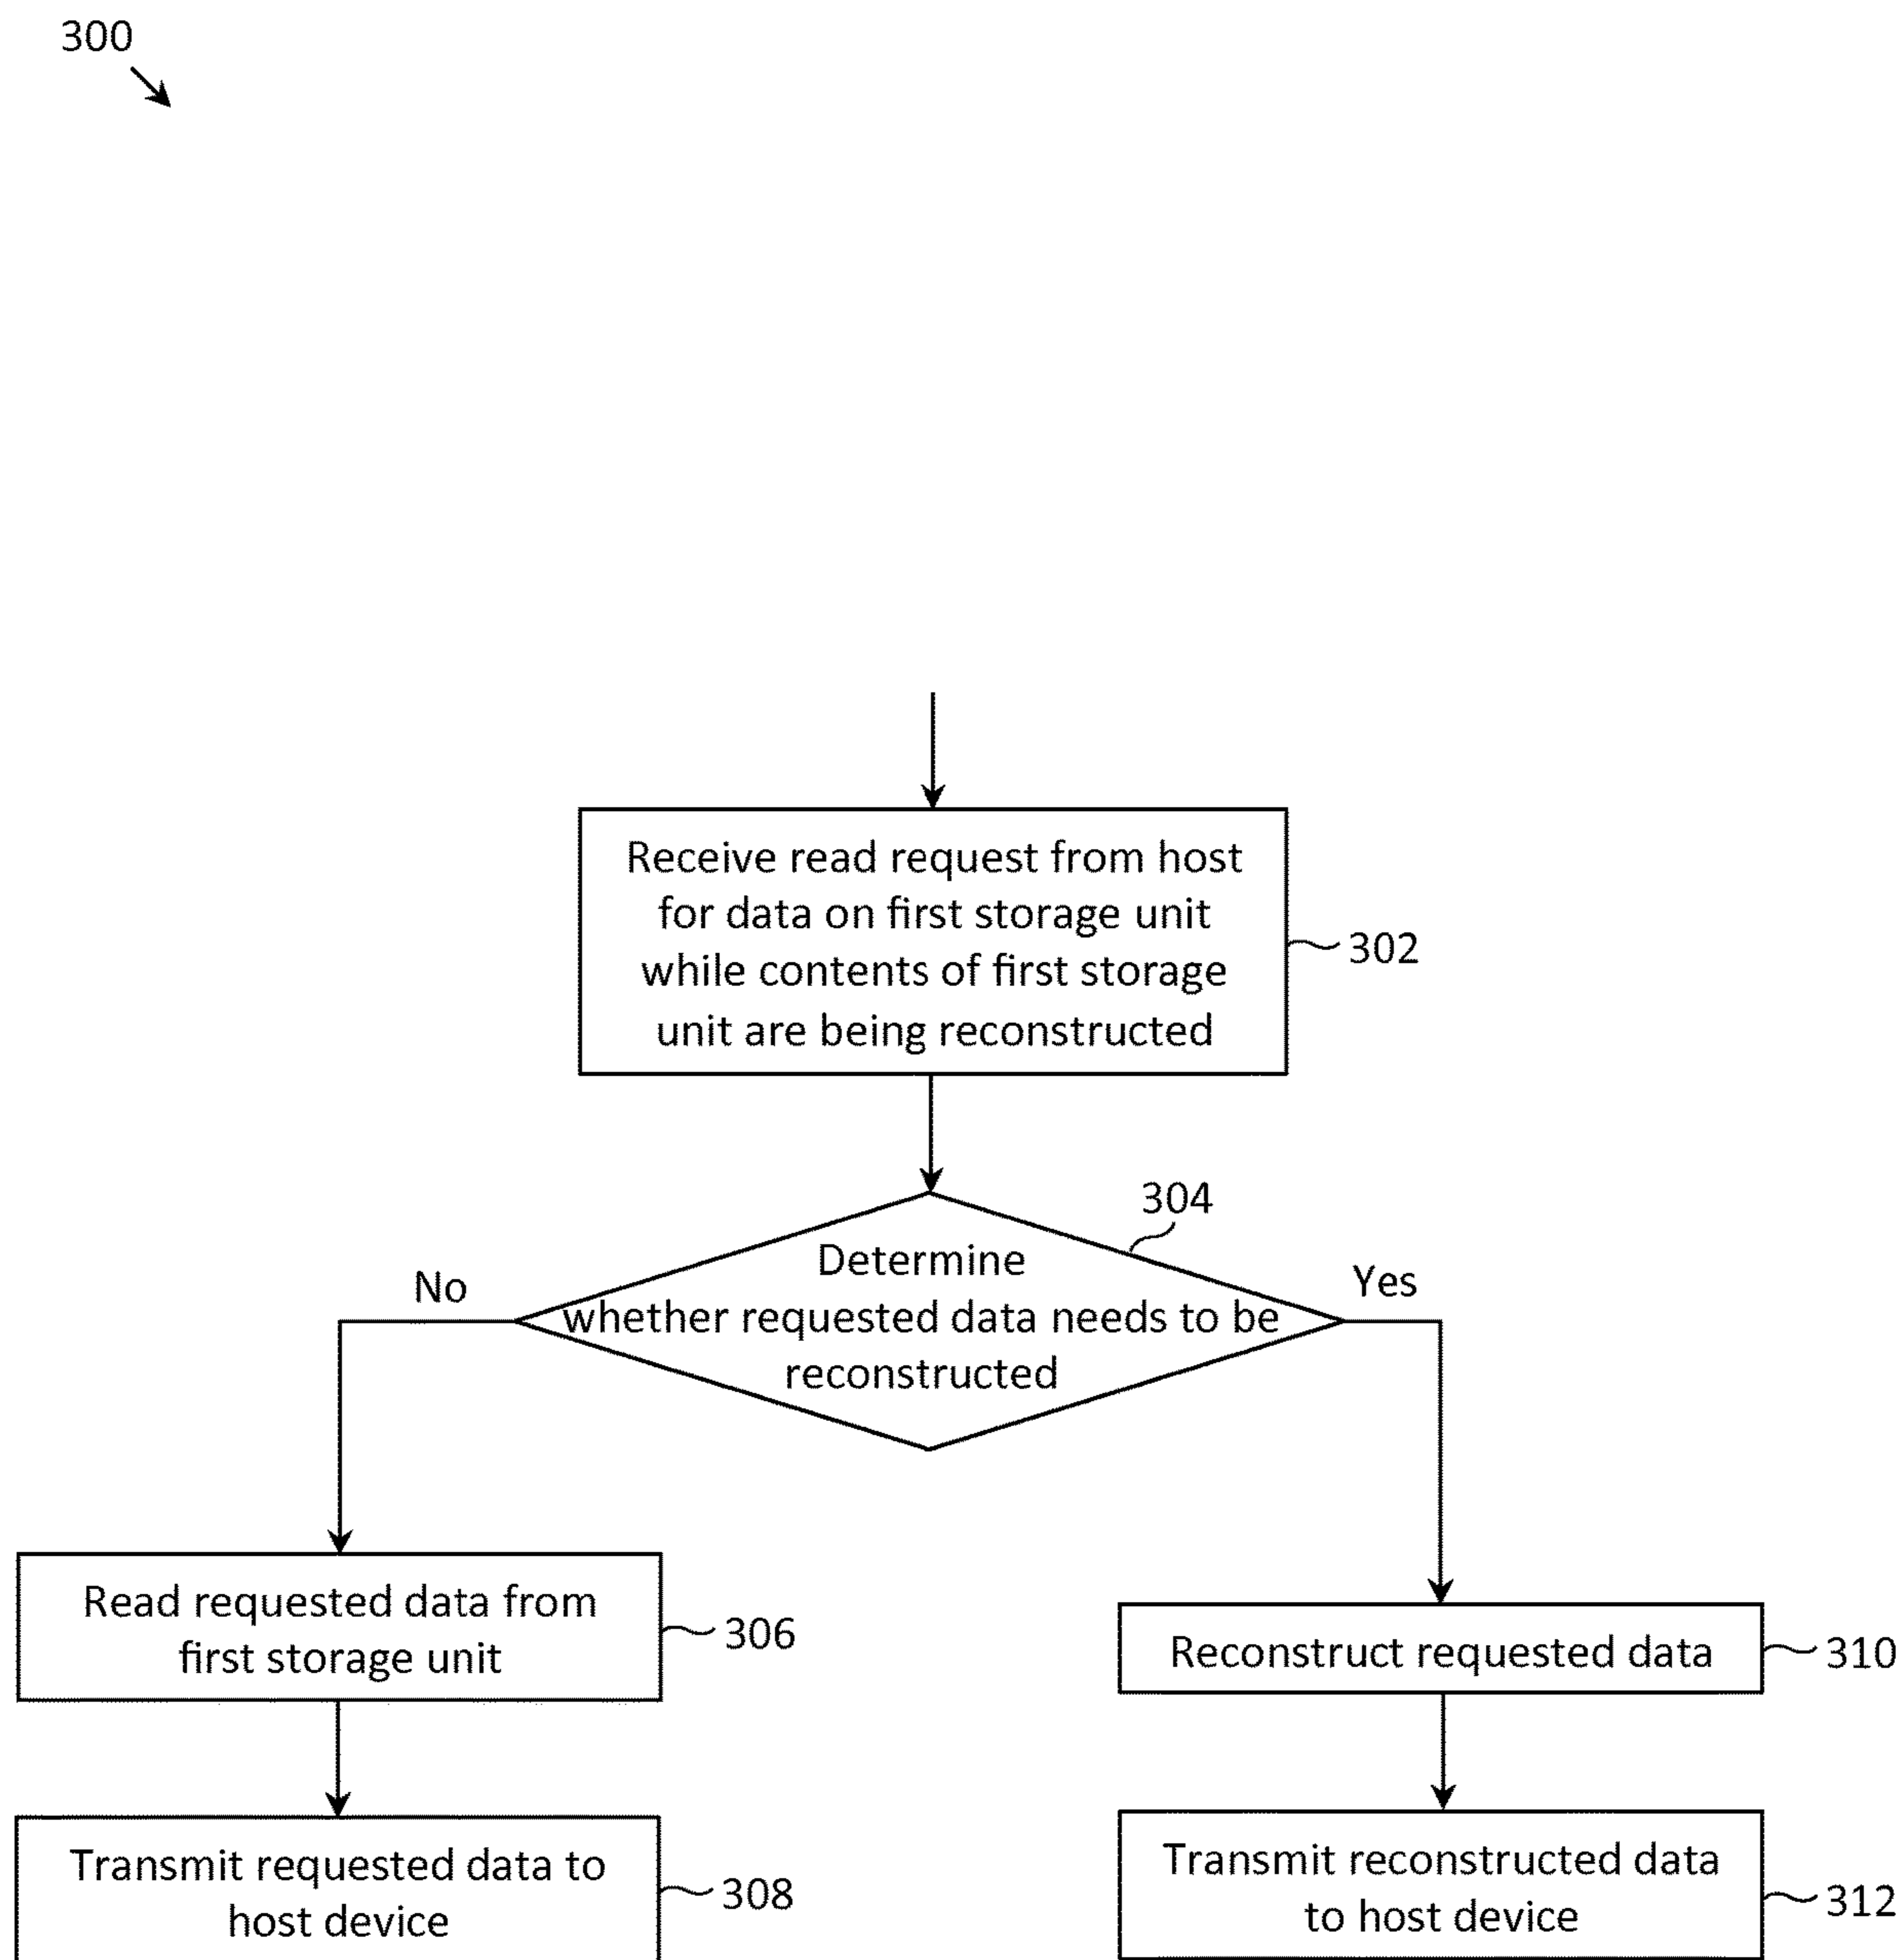 300
Receive read request from host
for data on first storage unit
while contents of first storage
unit are being reconstructed
302
304
Determine
whether requested data needs to be
reconstructed
No
Yes
Read requested data from
first storage unit
306
Reconstruct requested data
310
Transmit requested data to
host device
308
Transmit reconstructed data
to host device
312